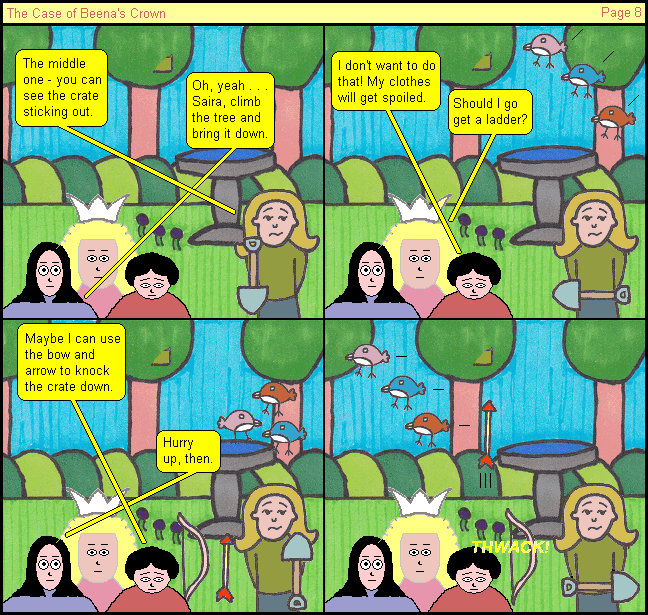 The Case of Beena's Crown
Page 8
The middle
one - you can
see the crate
sticking out.
Oh, yeah . . .
Saira, climb
the tree and
bring it down.
I don't want to do
that! My clothes
will get spoiled.
Should I go
get a ladder?
Maybe I can use
the bow and
arrow to knock
the crate down.
Hurry
up, then.
THWACK!